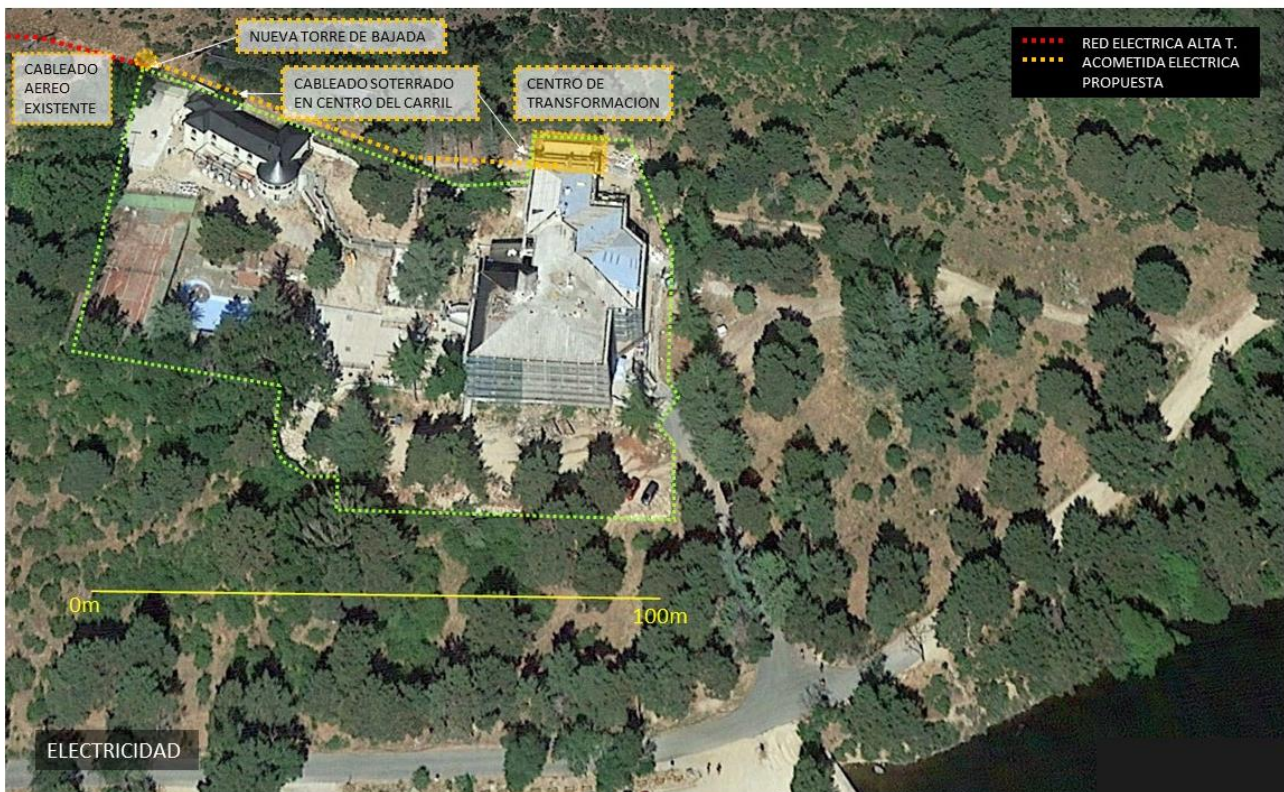 NUEVA TORRE DE BAJADA
RED ELECTRICA ALTA T.
ACOMETIDA ELECTRICA
PROPUESTA
CABLEADO
AEREO
EXISTENTE
CABLEADO SOTERRADO
EN CENTRO DEL CARRIL
CENTRO DE
TRANSFORMACION
0m
100m
ELECTRICIDAD